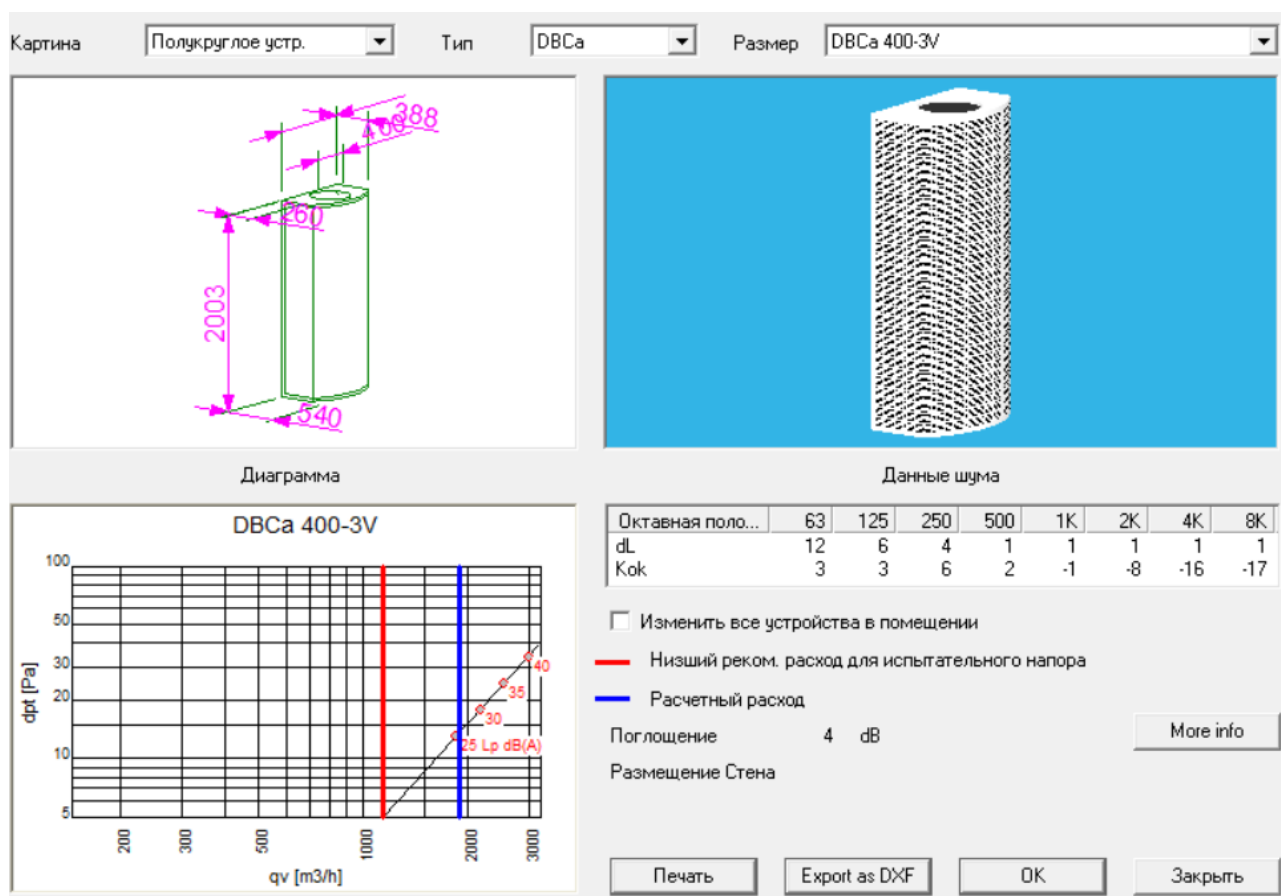 Картина Полукруглое устр. Тип DBCa Размер DBCa 400-3V
388
400
260
2003
540
Диаграмма
Данные шума
DBCa 400-3V
dpt [Pa]
100
50
30
20
10
5
40
35
30
25 Lp dB(A)
200 300 500 1000 2000 3000
qv [m3/h]
Октавная поло... 63 125 250 500 1K 2K 4K 8K
dL 12 6 4 1 1 1 1 1
Kok 3 3 6 2 -1 -8 -16 -17
Изменить все устройства в помещении
Низший реком. расход для испытательного напора
Расчетный расход
Поглощение 4 dB
More info
Размещение Стена
Печать Export as DXF OK Закрыть